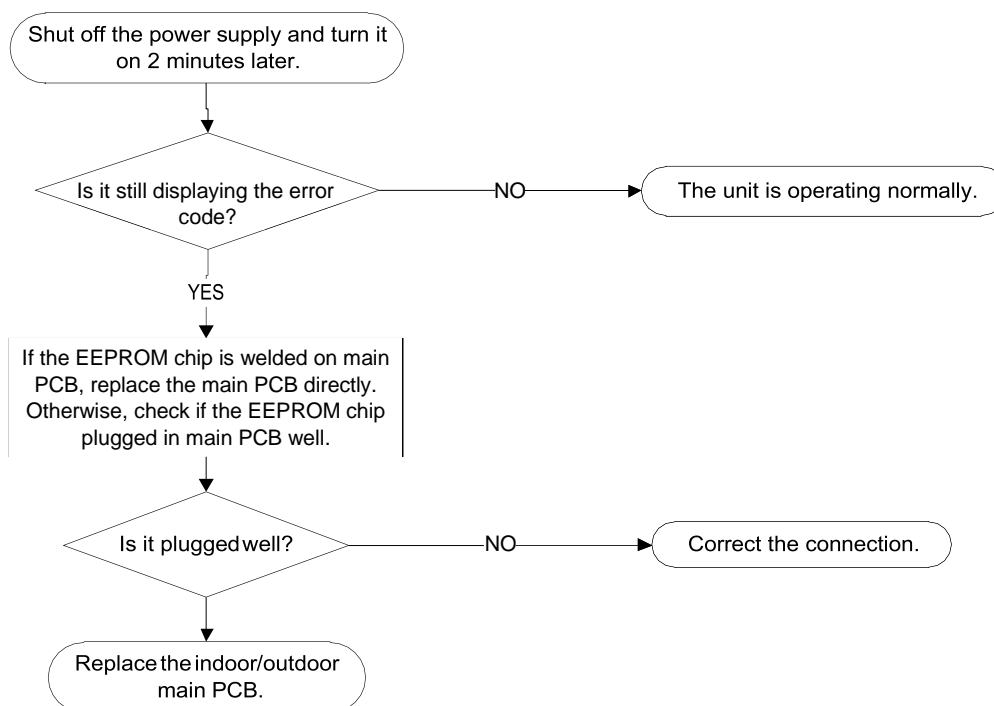 Shut off the power supply and turn it
on 2 minutes later.
Is it still displaying the error
code?
NO
The unit is operating normally.
YES
If the EEPROM chip is welded on main
PCB, replace the main PCB directly.
Otherwise, check if the EEPROM chip
plugged in main PCB well.
Is it plugged well?
NO
Correct the connection.
Replace the indoor/outdoor
main PCB.